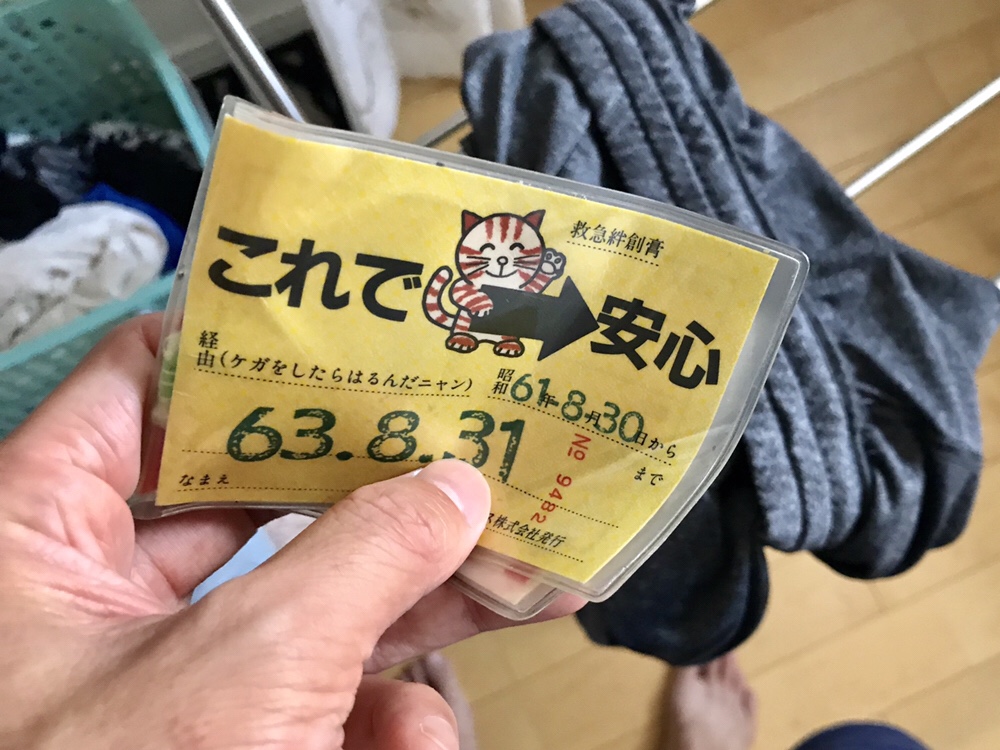 救急絆創膏
これで
安心
経由(ケガをしたらはるんだニャン)
昭和61年8月30日から
63.8.31
まで
No 9482
なまえ
ス株式会社発行